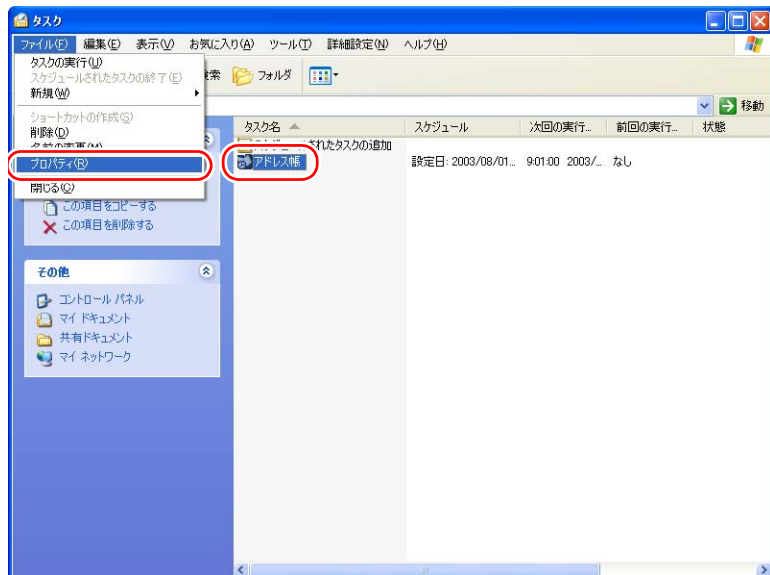 タスク
ファイル(F) 編集(E) 表示(V) お気に入り(A) ツール(T) 詳細設定(N) ヘルプ(H)
タスクの実行(U)
スケジュールされたタスクの終了(E)
新規(W)
ショートカットの作成(S)
削除(D)
名前の変更(M)
プロパティ(R)
閉じる(C)
索 フォルダ
移動
タスク名 スケジュール 次回の実行... 前回の実行... 状態
されたタスクの追加
アドレス帳 設定日: 2003/08/01... 9:01:00 2003/... なし
この項目をコピーする
この項目を削除する
その他
コントロール パネル
マイ ドキュメント
共有ドキュメント
マイ ネットワーク